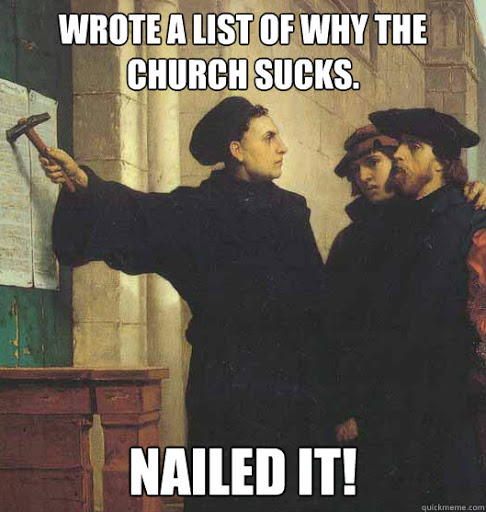 WROTE A LIST OF WHY THE
CHURCH SUCKS.
NAILED IT!
quickmeme.com